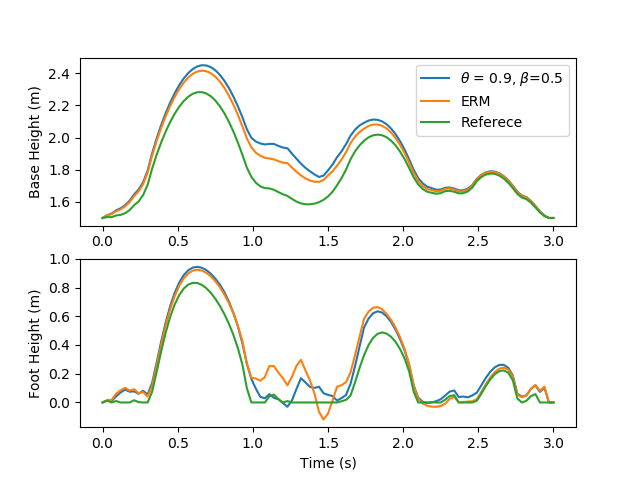 2.4
2.2
2.0
1.8
1.6
Base Height (m)
θ = 0.9, β=0.5
ERM
Referece
0.0 0.5 1.0 1.5 2.0 2.5 3.0
1.0
0.8
0.6
0.4
0.2
0.0
Foot Height (m)
0.0 0.5 1.0 1.5 2.0 2.5 3.0
Time (s)